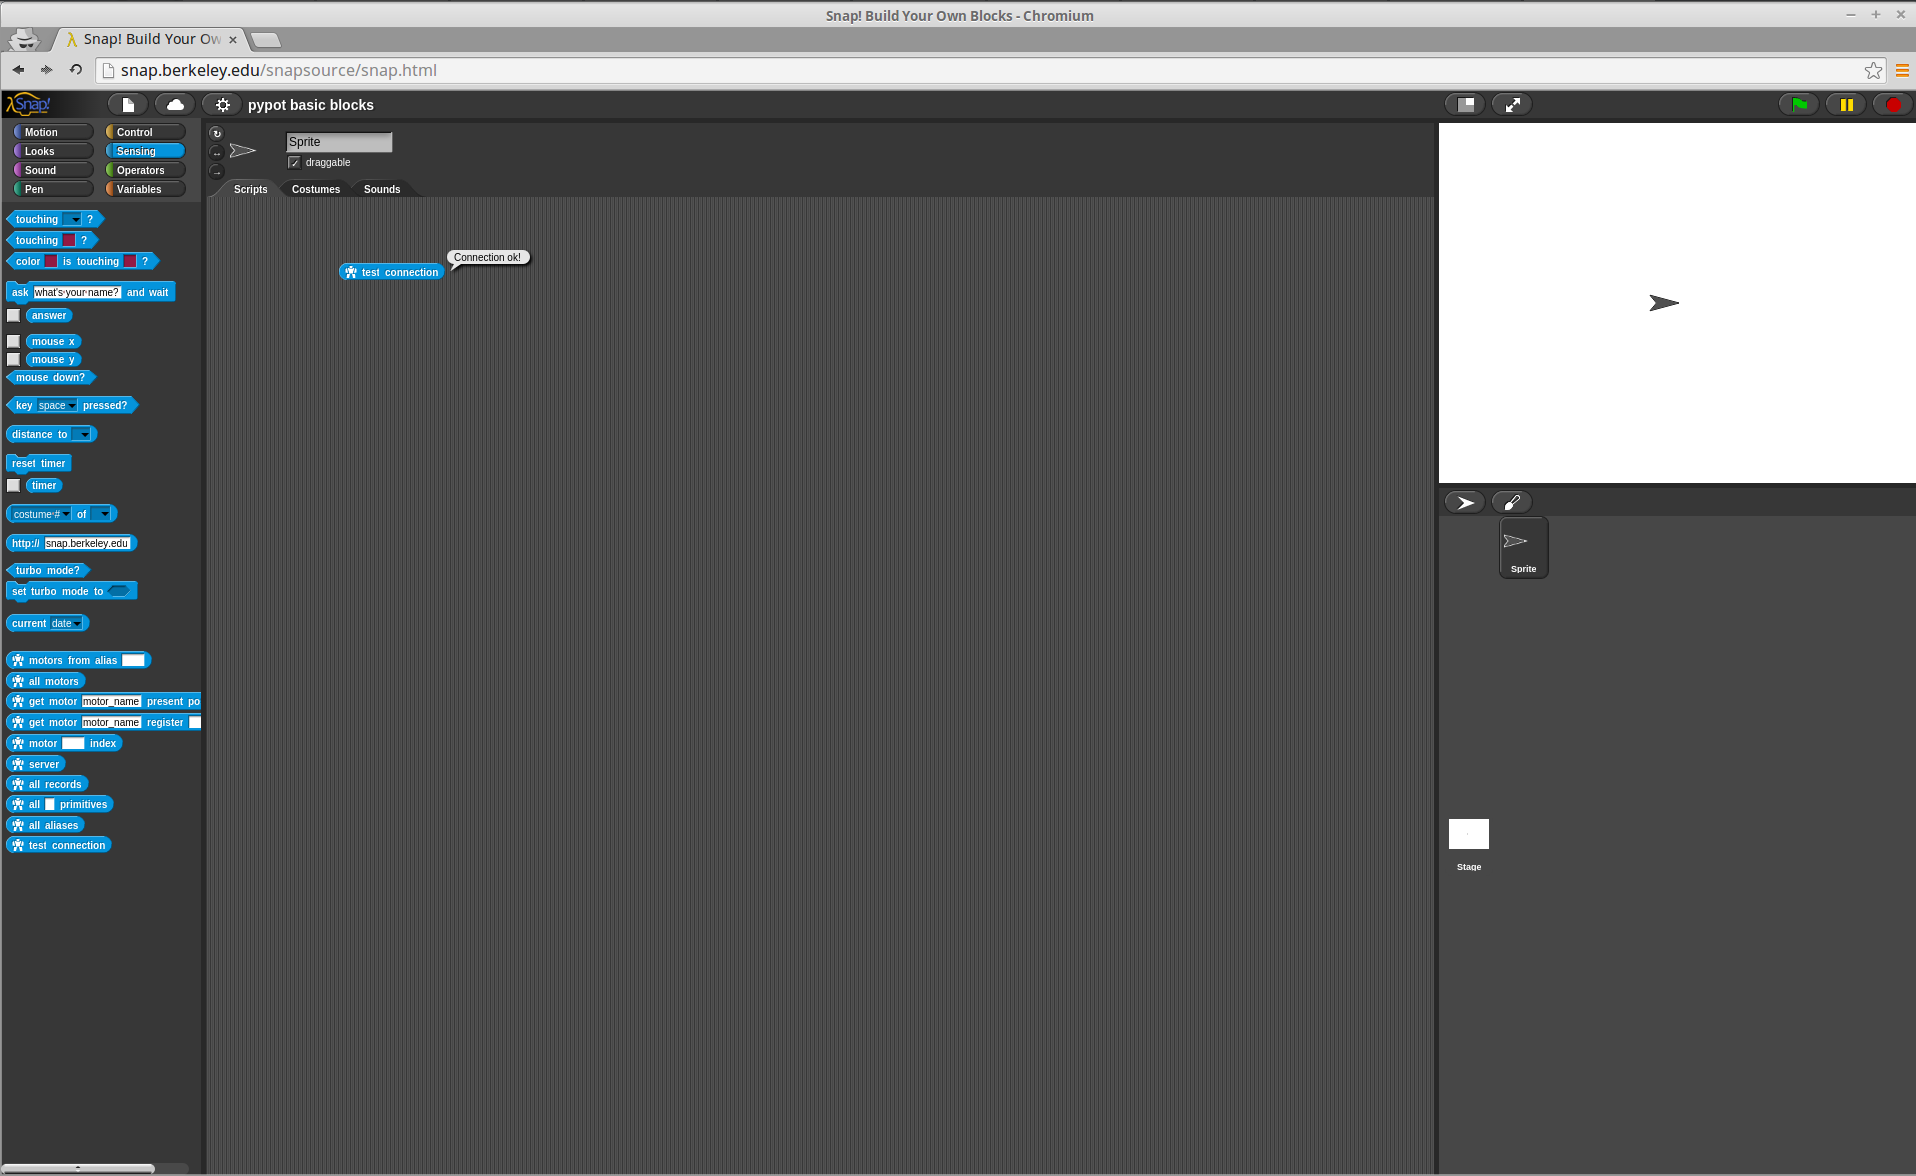 Snap! Build Your Own Blocks - Chromium
Snap! Build Your Ow
snap.berkeley.edu/snapsource/snap.html
Snap!
pypot basic blocks
Motion Control
Looks Sensing
Sound Operators
Pen Variables
Sprite
draggable
Scripts Costumes Sounds
touching ?
touching ?
color is touching ?
ask what's·your·name? and wait
answer
mouse x
mouse y
mouse down?
key space pressed?
distance to
reset timer
timer
costume·# of
http:// snap.berkeley.edu
turbo mode?
set turbo mode to
current date
motors from alias
all motors
get motor motor_name present po
get motor motor_name register
motor index
server
all records
all primitives
all aliases
test connection
test connection
Connection ok!
Sprite
Stage